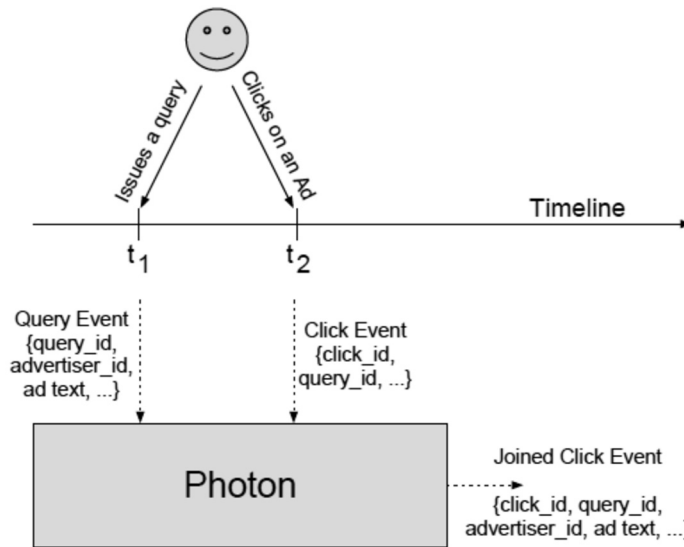 Issues a query
Clicks on an Ad
Timeline
t1
t2
Query Event
{query_id,
advertiser_id,
ad text, ...}
Click Event
{click_id,
query_id, ...}
Photon
Joined Click Event
{click_id, query_id,
advertiser_id, ad text, ...}